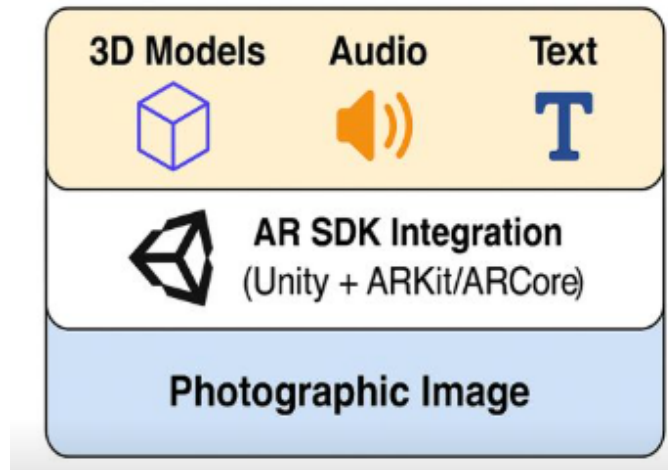 3D Models Audio Text
T
AR SDK Integration
(Unity + ARKit/ARCore)
Photographic Image